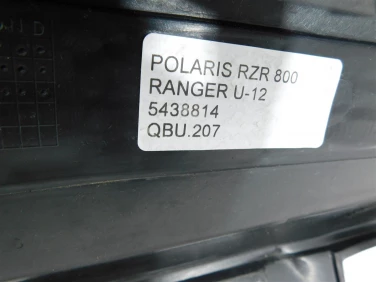 POLARIS RZR 800
RANGER U-12
5438814
QBU.207